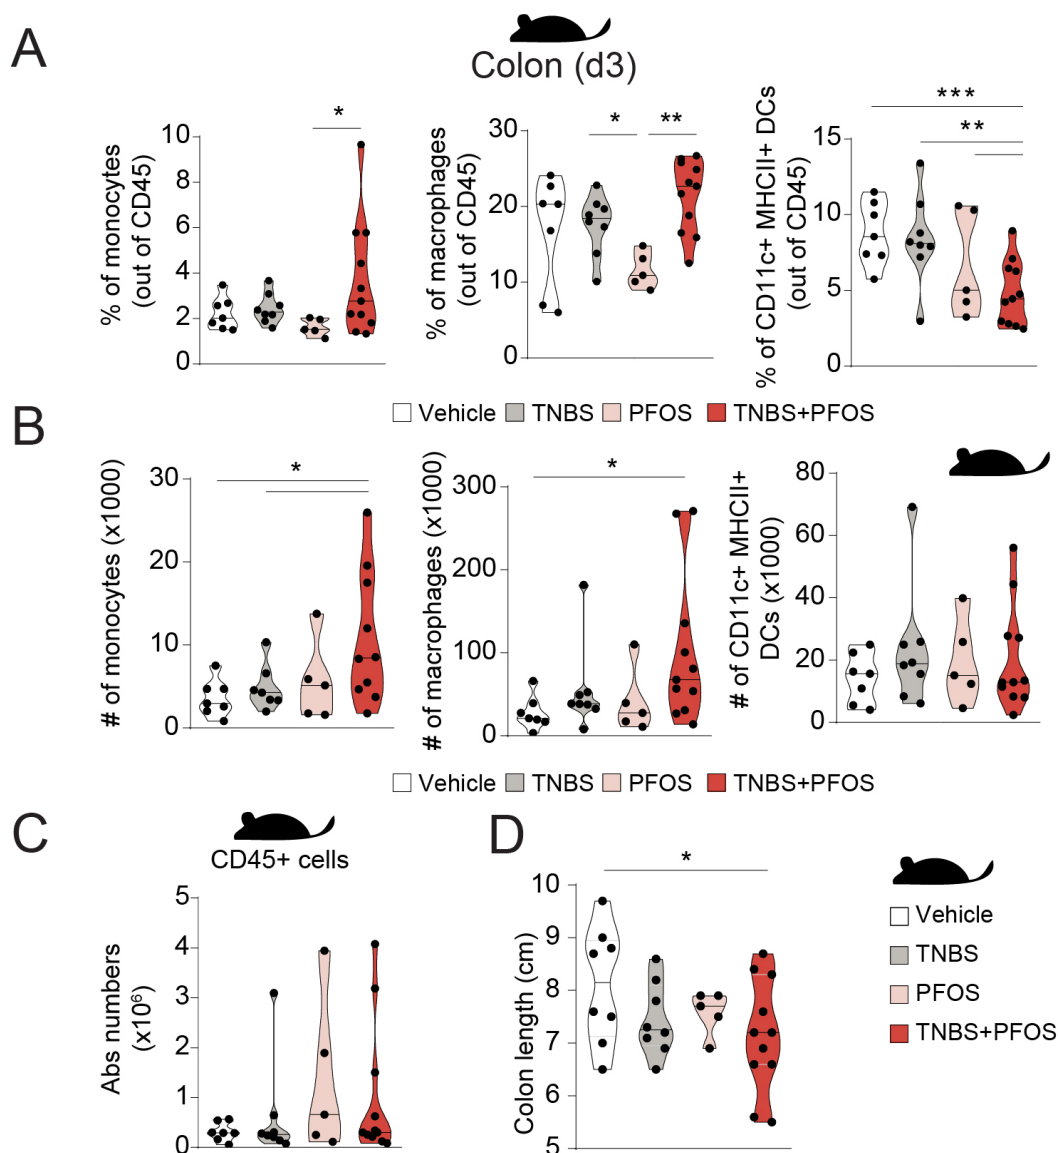 A
Colon (d3)
% of monocytes
(out of CD45)
10
8
6
4
2
0
*
% of macrophages
(out of CD45)
30
20
10
0
*
**
% of CD11c+ MHCII+ DCs
(out of CD45)
15
10
5
0
***
**
Vehicle TNBS PFOS TNBS+PFOS
B
# of monocytes (x1000)
30
20
10
0
*
# of macrophages (x1000)
300
200
100
0
*
# of CD11c+ MHCII+
DCs (x1000)
80
60
40
20
0
Vehicle TNBS PFOS TNBS+PFOS
C
CD45+ cells
Abs numbers
(x10⁶)
5
4
3
2
1
0
D
Colon length (cm)
10
9
8
7
6
5
*
Vehicle
TNBS
PFOS
TNBS+PFOS